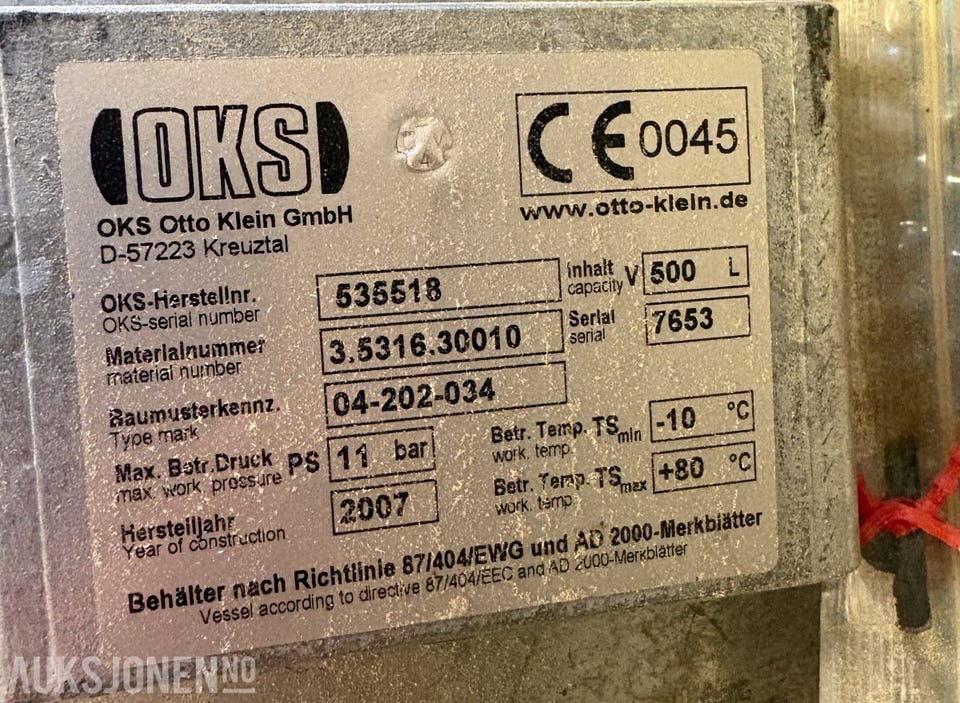 OKS
OKS Otto Klein GmbH
D-57223 Kreuztal
CE 0045
www.otto-klein.de
OKS-Herstellnr. 535518
OKS-serial number
Inhalt V 500 L
capacity
Materialnummer 3.5316.30010
material number
Serial 7653
serial
Baumusterkennz. 04-202-034
Type mark
Max. Betr.Druck PS 11 bar
max. work. pressure
Betr. Temp. TSmin -10 °C
work. temp.
Herstelljahr 2007
Year of construction
Betr. Temp. TSmax +80 °C
work. temp.
Behälter nach Richtlinie 87/404/EWG und AD 2000-Merkblätter
Vessel according to directive 87/404/EEC and AD 2000-Merkblätter
AUKSJONEN.NO